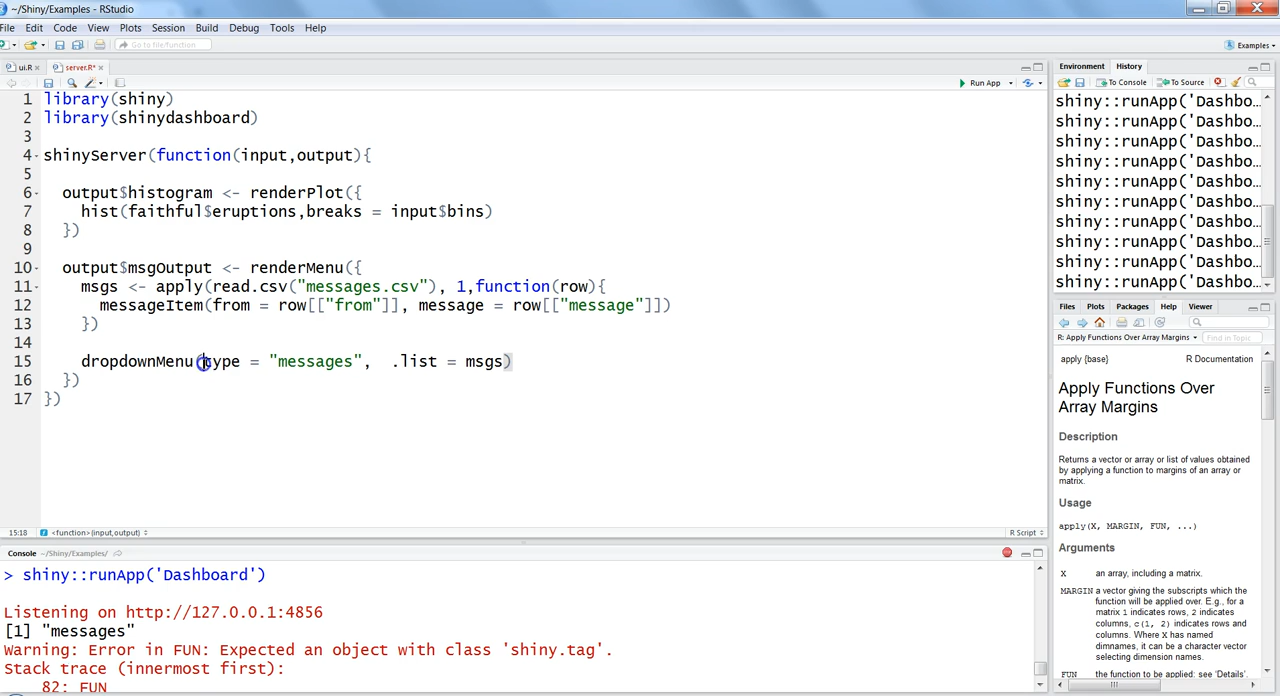 ~/Shiny/Examples - RStudio
File Edit Code View Plots Session Build Debug Tools Help
Go to file/function
Examples
ui.R
server.R*
Run App
1 library(shiny)
2 library(shinydashboard)
3
4 shinyServer(function(input,output){
5
6 output$histogram <- renderPlot({
7 hist(faithful$eruptions,breaks = input$bins)
8 })
9
10 output$msgOutput <- renderMenu({
11 msgs <- apply(read.csv("messages.csv"), 1,function(row){
12 messageItem(from = row[["from"]], message = row[["message"]])
13 })
14
15 dropdownMenu(type = "messages", .list = msgs)
16 })
17 })
15:18 <function>(input,output) R Script
Console ~/Shiny/Examples/
> shiny::runApp('Dashboard')
Listening on http://127.0.0.1:4856
[1] "messages"
Warning: Error in FUN: Expected an object with class 'shiny.tag'.
Stack trace (innermost first):
82: FUN
Environment History
To Console To Source
shiny::runApp('Dashbo…
shiny::runApp('Dashbo…
shiny::runApp('Dashbo…
shiny::runApp('Dashbo…
shiny::runApp('Dashbo…
shiny::runApp('Dashbo…
shiny::runApp('Dashbo…
shiny::runApp('Dashbo…
shiny::runApp('Dashbo…
shiny::runApp('Dashbo…
Files Plots Packages Help Viewer
R: Apply Functions Over Array Margins Find in Topic
apply {base} R Documentation
Apply Functions Over
Array Margins
Description
Returns a vector or array or list of values obtained
by applying a function to margins of an array or
matrix.
Usage
apply(X, MARGIN, FUN, ...)
Arguments
X an array, including a matrix.
MARGIN a vector giving the subscripts which the
function will be applied over. E.g., for a
matrix 1 indicates rows, 2 indicates
columns, c(1, 2) indicates rows and
columns. Where X has named
dimnames, it can be a character vector
selecting dimension names.
FUN the function to be applied: see 'Details'.